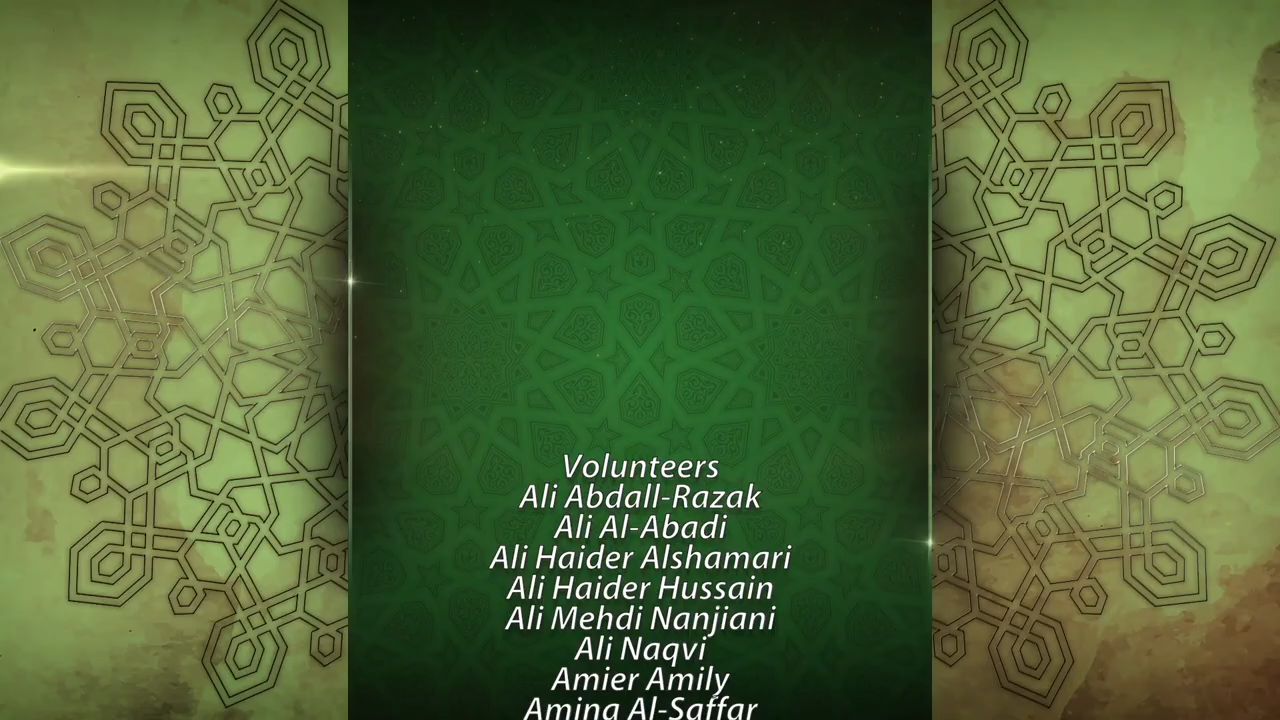 Volunteers
Ali Abdall-Razak
Ali Al-Abadi
Ali Haider Alshamari
Ali Haider Hussain
Ali Mehdi Nanjiani
Ali Naqvi
Amier Amily
Amina Al-Saffar